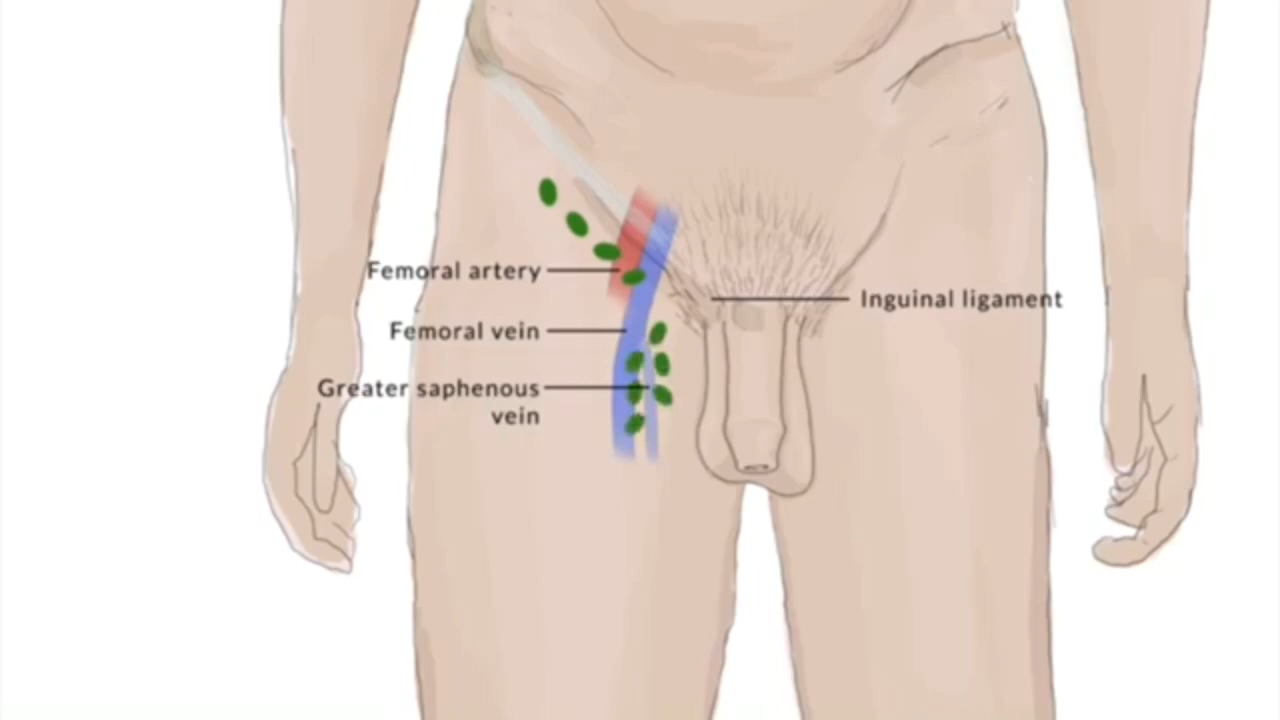 Femoral artery
Inguinal ligament
Femoral vein
Greater saphenous
vein